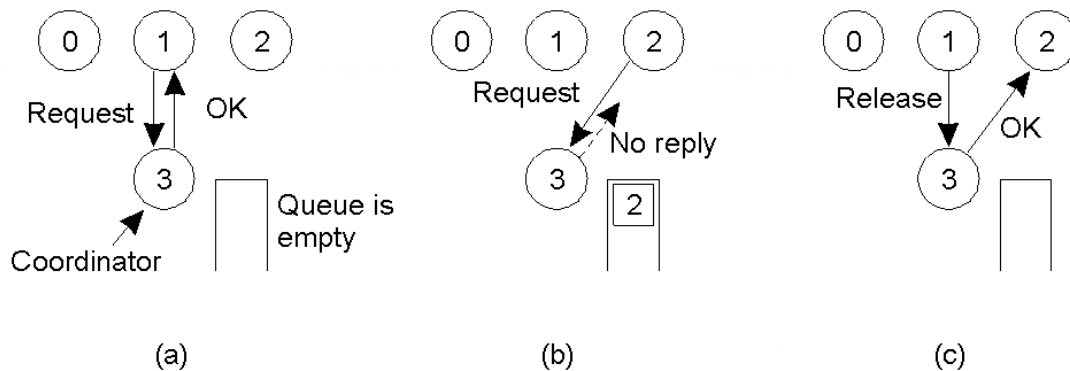 0 1 2
Request
OK
3
Queue is
empty
Coordinator
(a)
0 1 2
Request
No reply
3
2
(b)
0 1 2
Release
OK
3
(c)